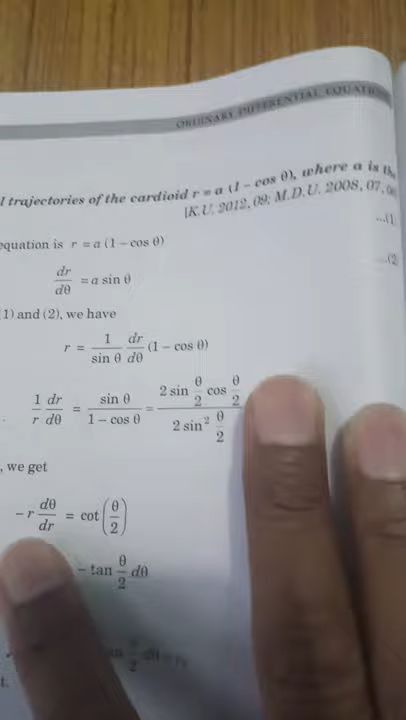 ORDINARY DIFFERENTIAL EQUATIO
l trajectories of the cardioid r = a (1 – cos θ), where a is the
[K.U. 2012, 09; M.D.U. 2008, 07, 06
equation is r = a (1 – cos θ) ...(1
dr/dθ = a sin θ ...(2
(1) and (2), we have
r = 1/sin θ dr/dθ (1 – cos θ)
1/r dr/dθ = sin θ/1 – cos θ = 2 sin θ/2 cos θ/2 / 2 sin² θ/2
, we get
– r dθ/dr = cot (θ/2)
– tan θ/2 dθ
t.